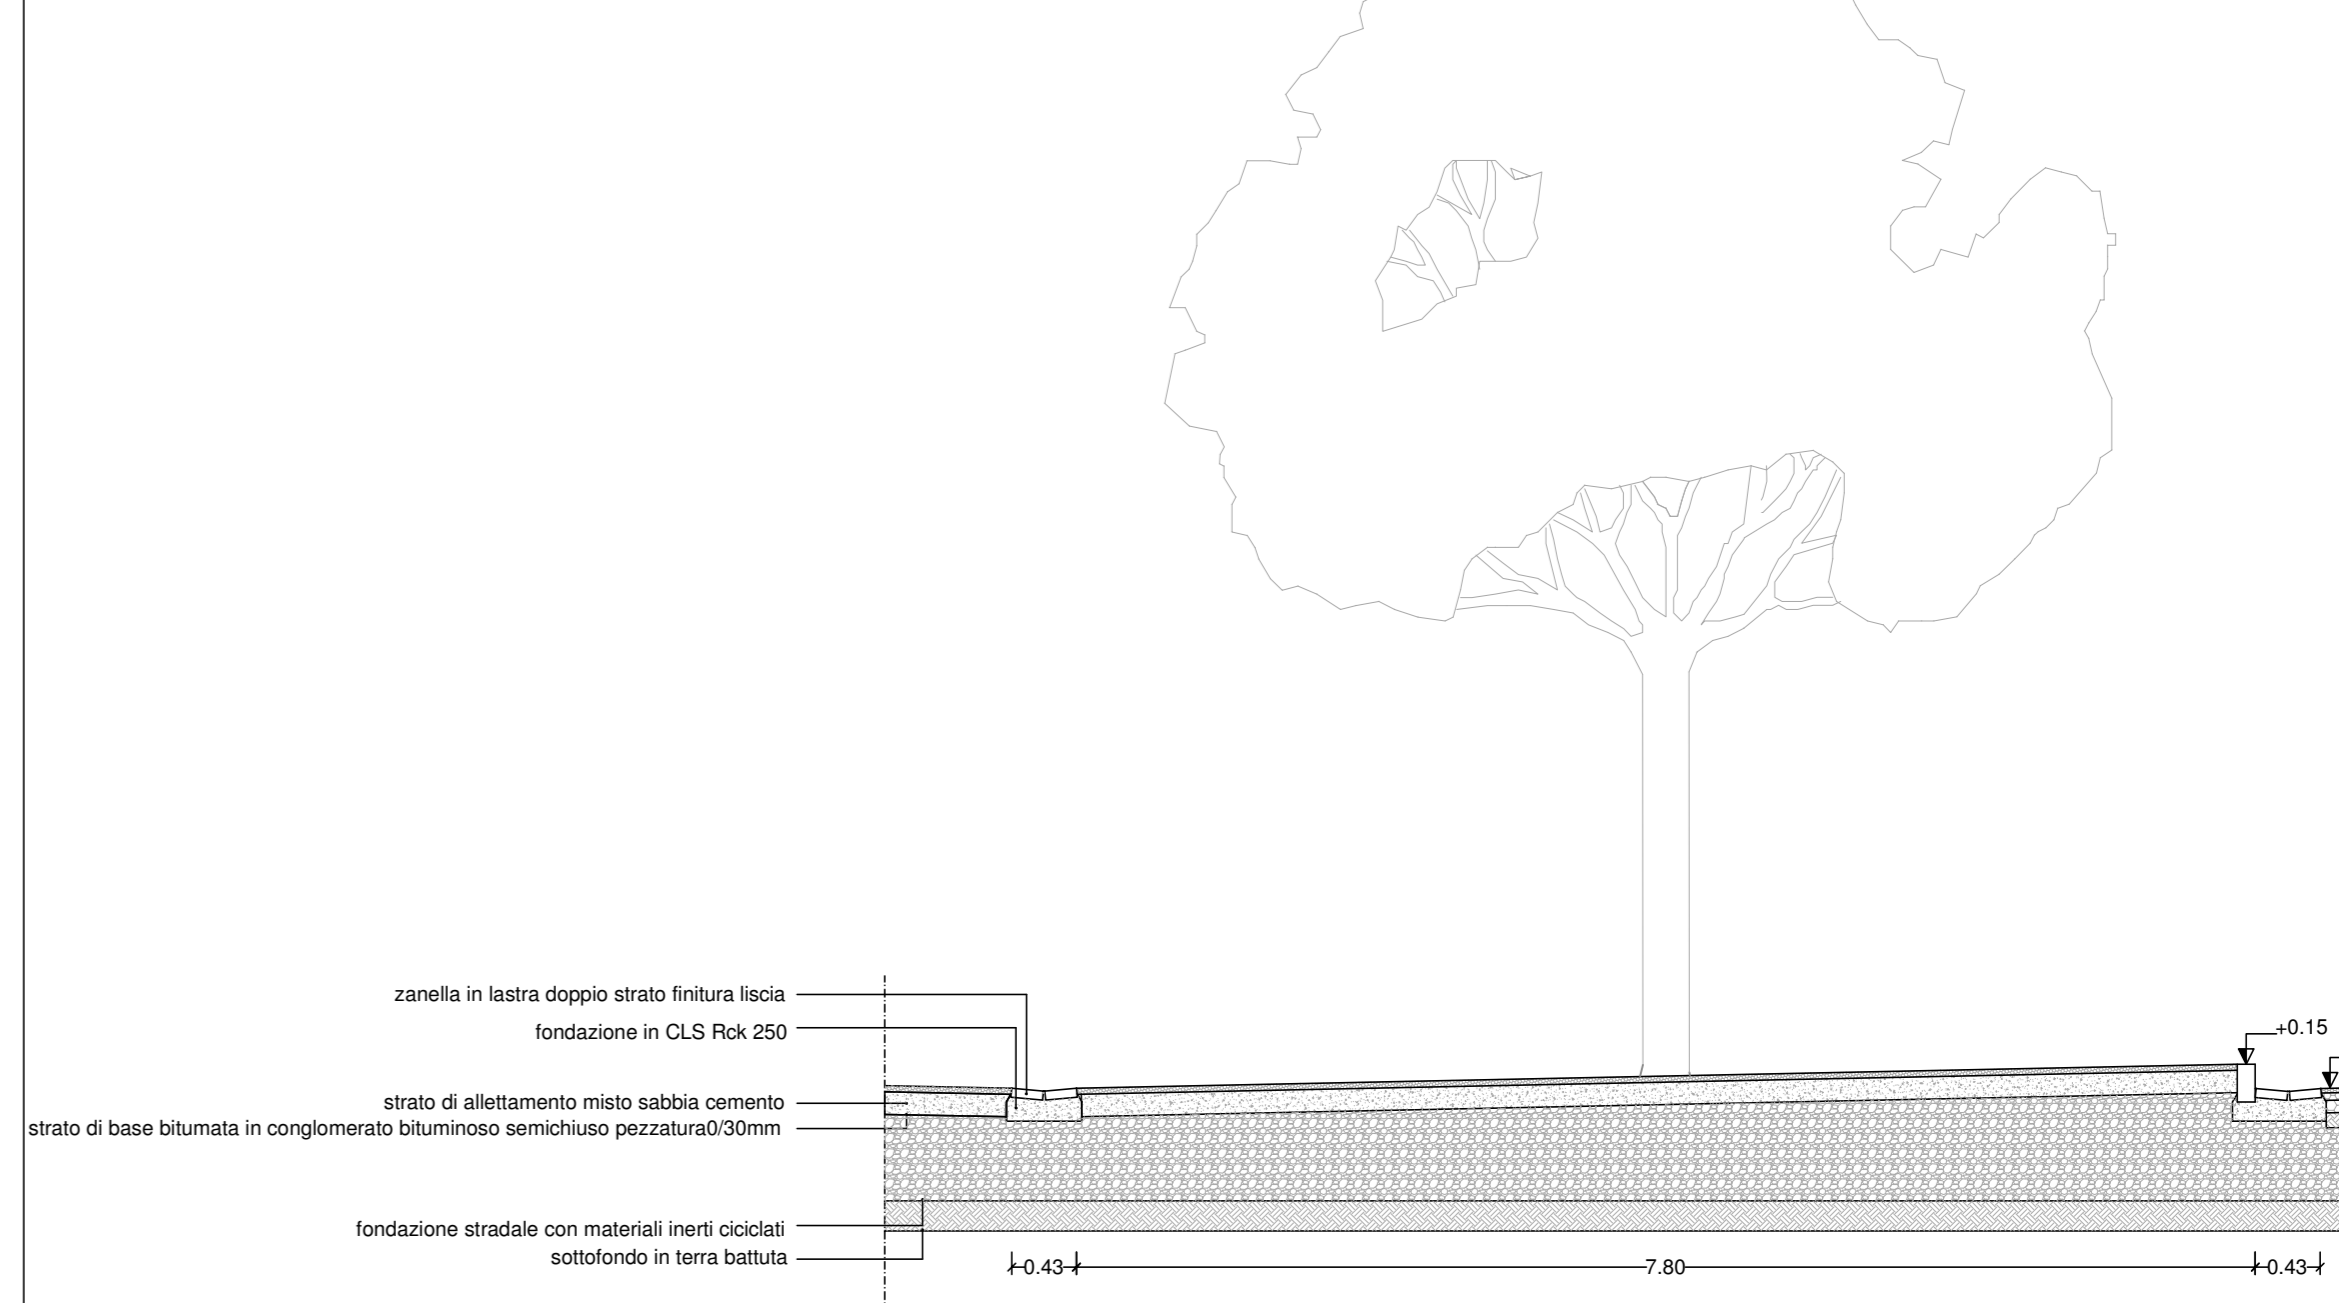 zanella in lastra doppio strato finitura liscia
fondazione in CLS Rck 250
+0.15
strato di allettamento misto sabbia cemento
strato di base bitumata in conglomerato bituminoso semichiuso pezzatura0/30mm
fondazione stradale con materiali inerti ciciclati
sottofondo in terra battuta
0.43 7.80 0.43